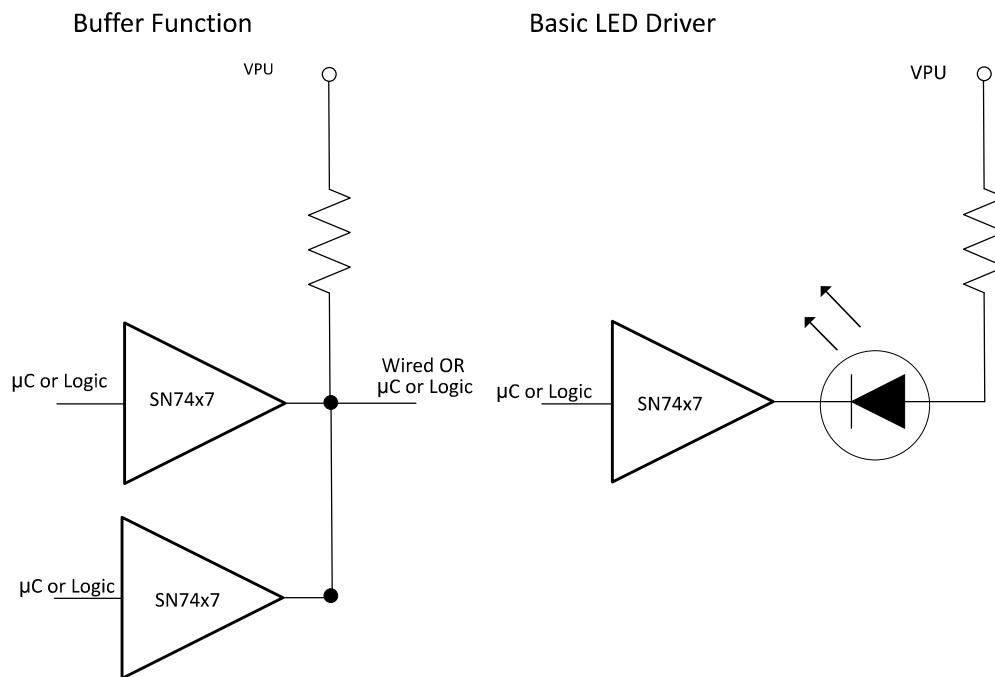 Buffer Function
VPU
µC or Logic
SN74x7
Wired OR
µC or Logic
µC or Logic
SN74x7
Basic LED Driver
VPU
µC or Logic
SN74x7